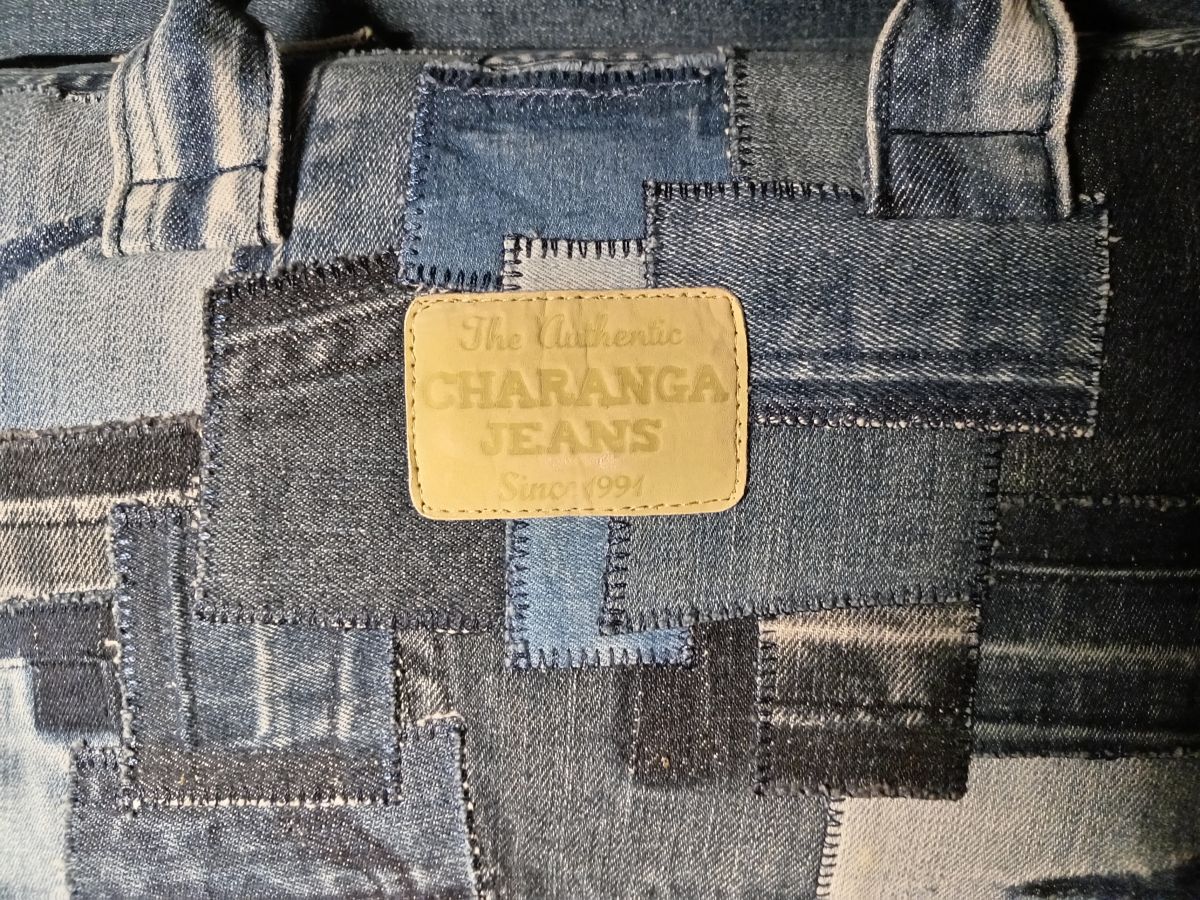 The Authentic
CHARANGA
JEANS
Since 1991